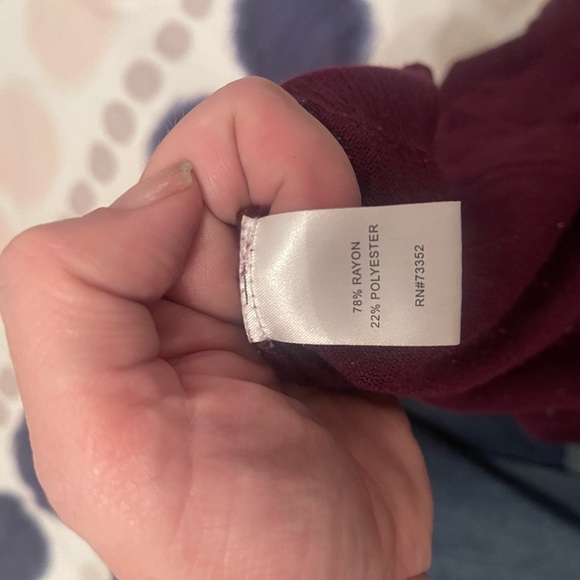 78% RAYON
22% POLYESTER
RN#73352